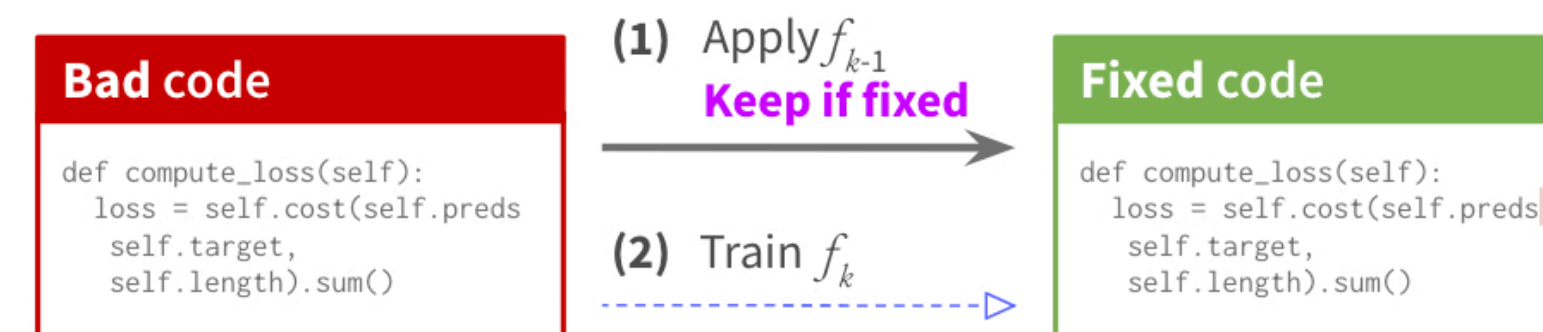 Bad code
def compute_loss(self):
loss = self.cost(self.preds
self.target,
self.length).sum()
(1) Apply f_{k-1}
Keep if fixed
(2) Train f_k
Fixed code
def compute_loss(self):
loss = self.cost(self.preds
self.target,
self.length).sum()